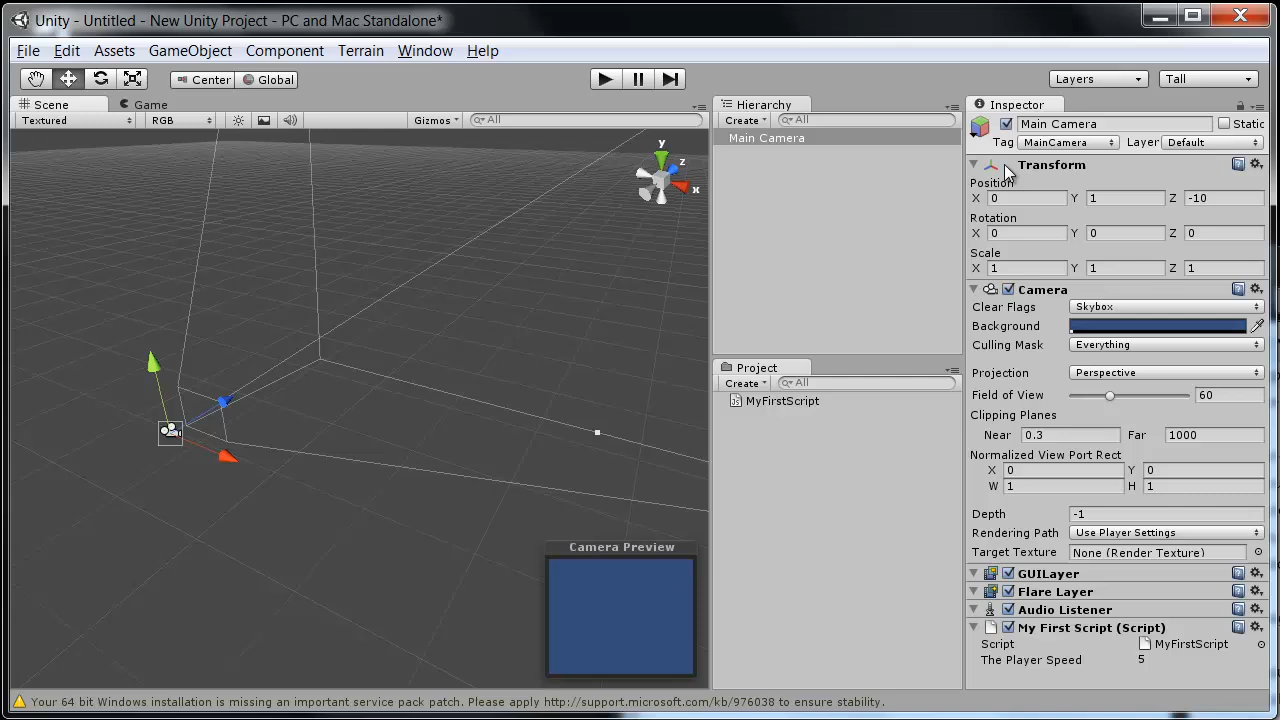 Unity - Untitled - New Unity Project - PC and Mac Standalone*
File Edit Assets GameObject Component Terrain Window Help
Center Global Layers Tall
Scene Game
Textured RGB Gizmos All
y
z
x
Camera Preview
Hierarchy
Create All
Main Camera
Project
Create All
MyFirstScript
Inspector
Main Camera Static
Tag MainCamera Layer Default
Transform
Position
X 0 Y 1 Z -10
Rotation
X 0 Y 0 Z 0
Scale
X 1 Y 1 Z 1
Camera
Clear Flags Skybox
Background
Culling Mask Everything
Projection Perspective
Field of View 60
Clipping Planes
Near 0.3 Far 1000
Normalized View Port Rect
X 0 Y 0
W 1 H 1
Depth -1
Rendering Path Use Player Settings
Target Texture None (Render Texture)
GUILayer
Flare Layer
Audio Listener
My First Script (Script)
Script MyFirstScript
The Player Speed 5
Your 64 bit Windows installation is missing an important service pack patch. Please apply http://support.microsoft.com/kb/976038 to ensure stability.